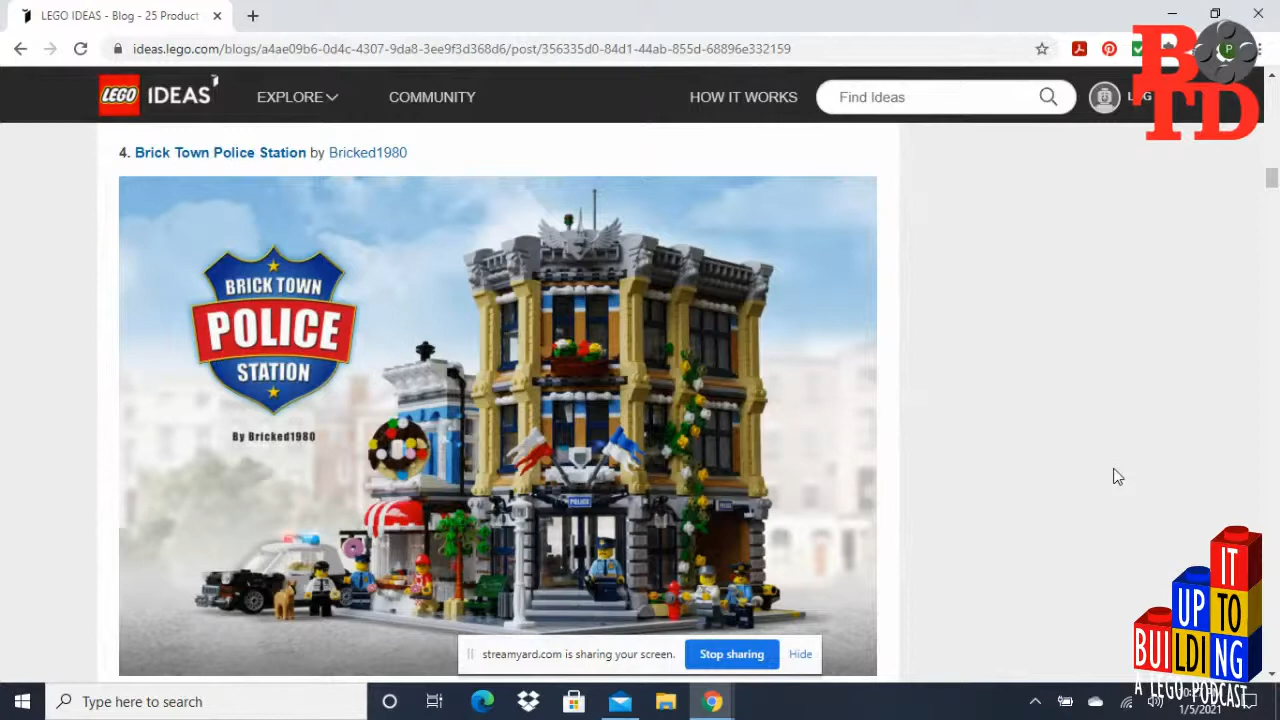 LEGO IDEAS - Blog - 25 Product
ideas.lego.com/blogs/a4ae09b6-0d4c-4307-9da8-3ee9f3d368d6/post/356335d0-84d1-44ab-855d-68896e332159
LEGO IDEAS EXPLORE COMMUNITY HOW IT WORKS Find Ideas
B
TD
4. Brick Town Police Station by Bricked1980
BRICK TOWN
POLICE
STATION
By Bricked1980
POLICE
streamyard.com is sharing your screen. Stop sharing Hide
IT
UP TO
BUILDING
A LEGO PODCAST
Type here to search
1/5/2021